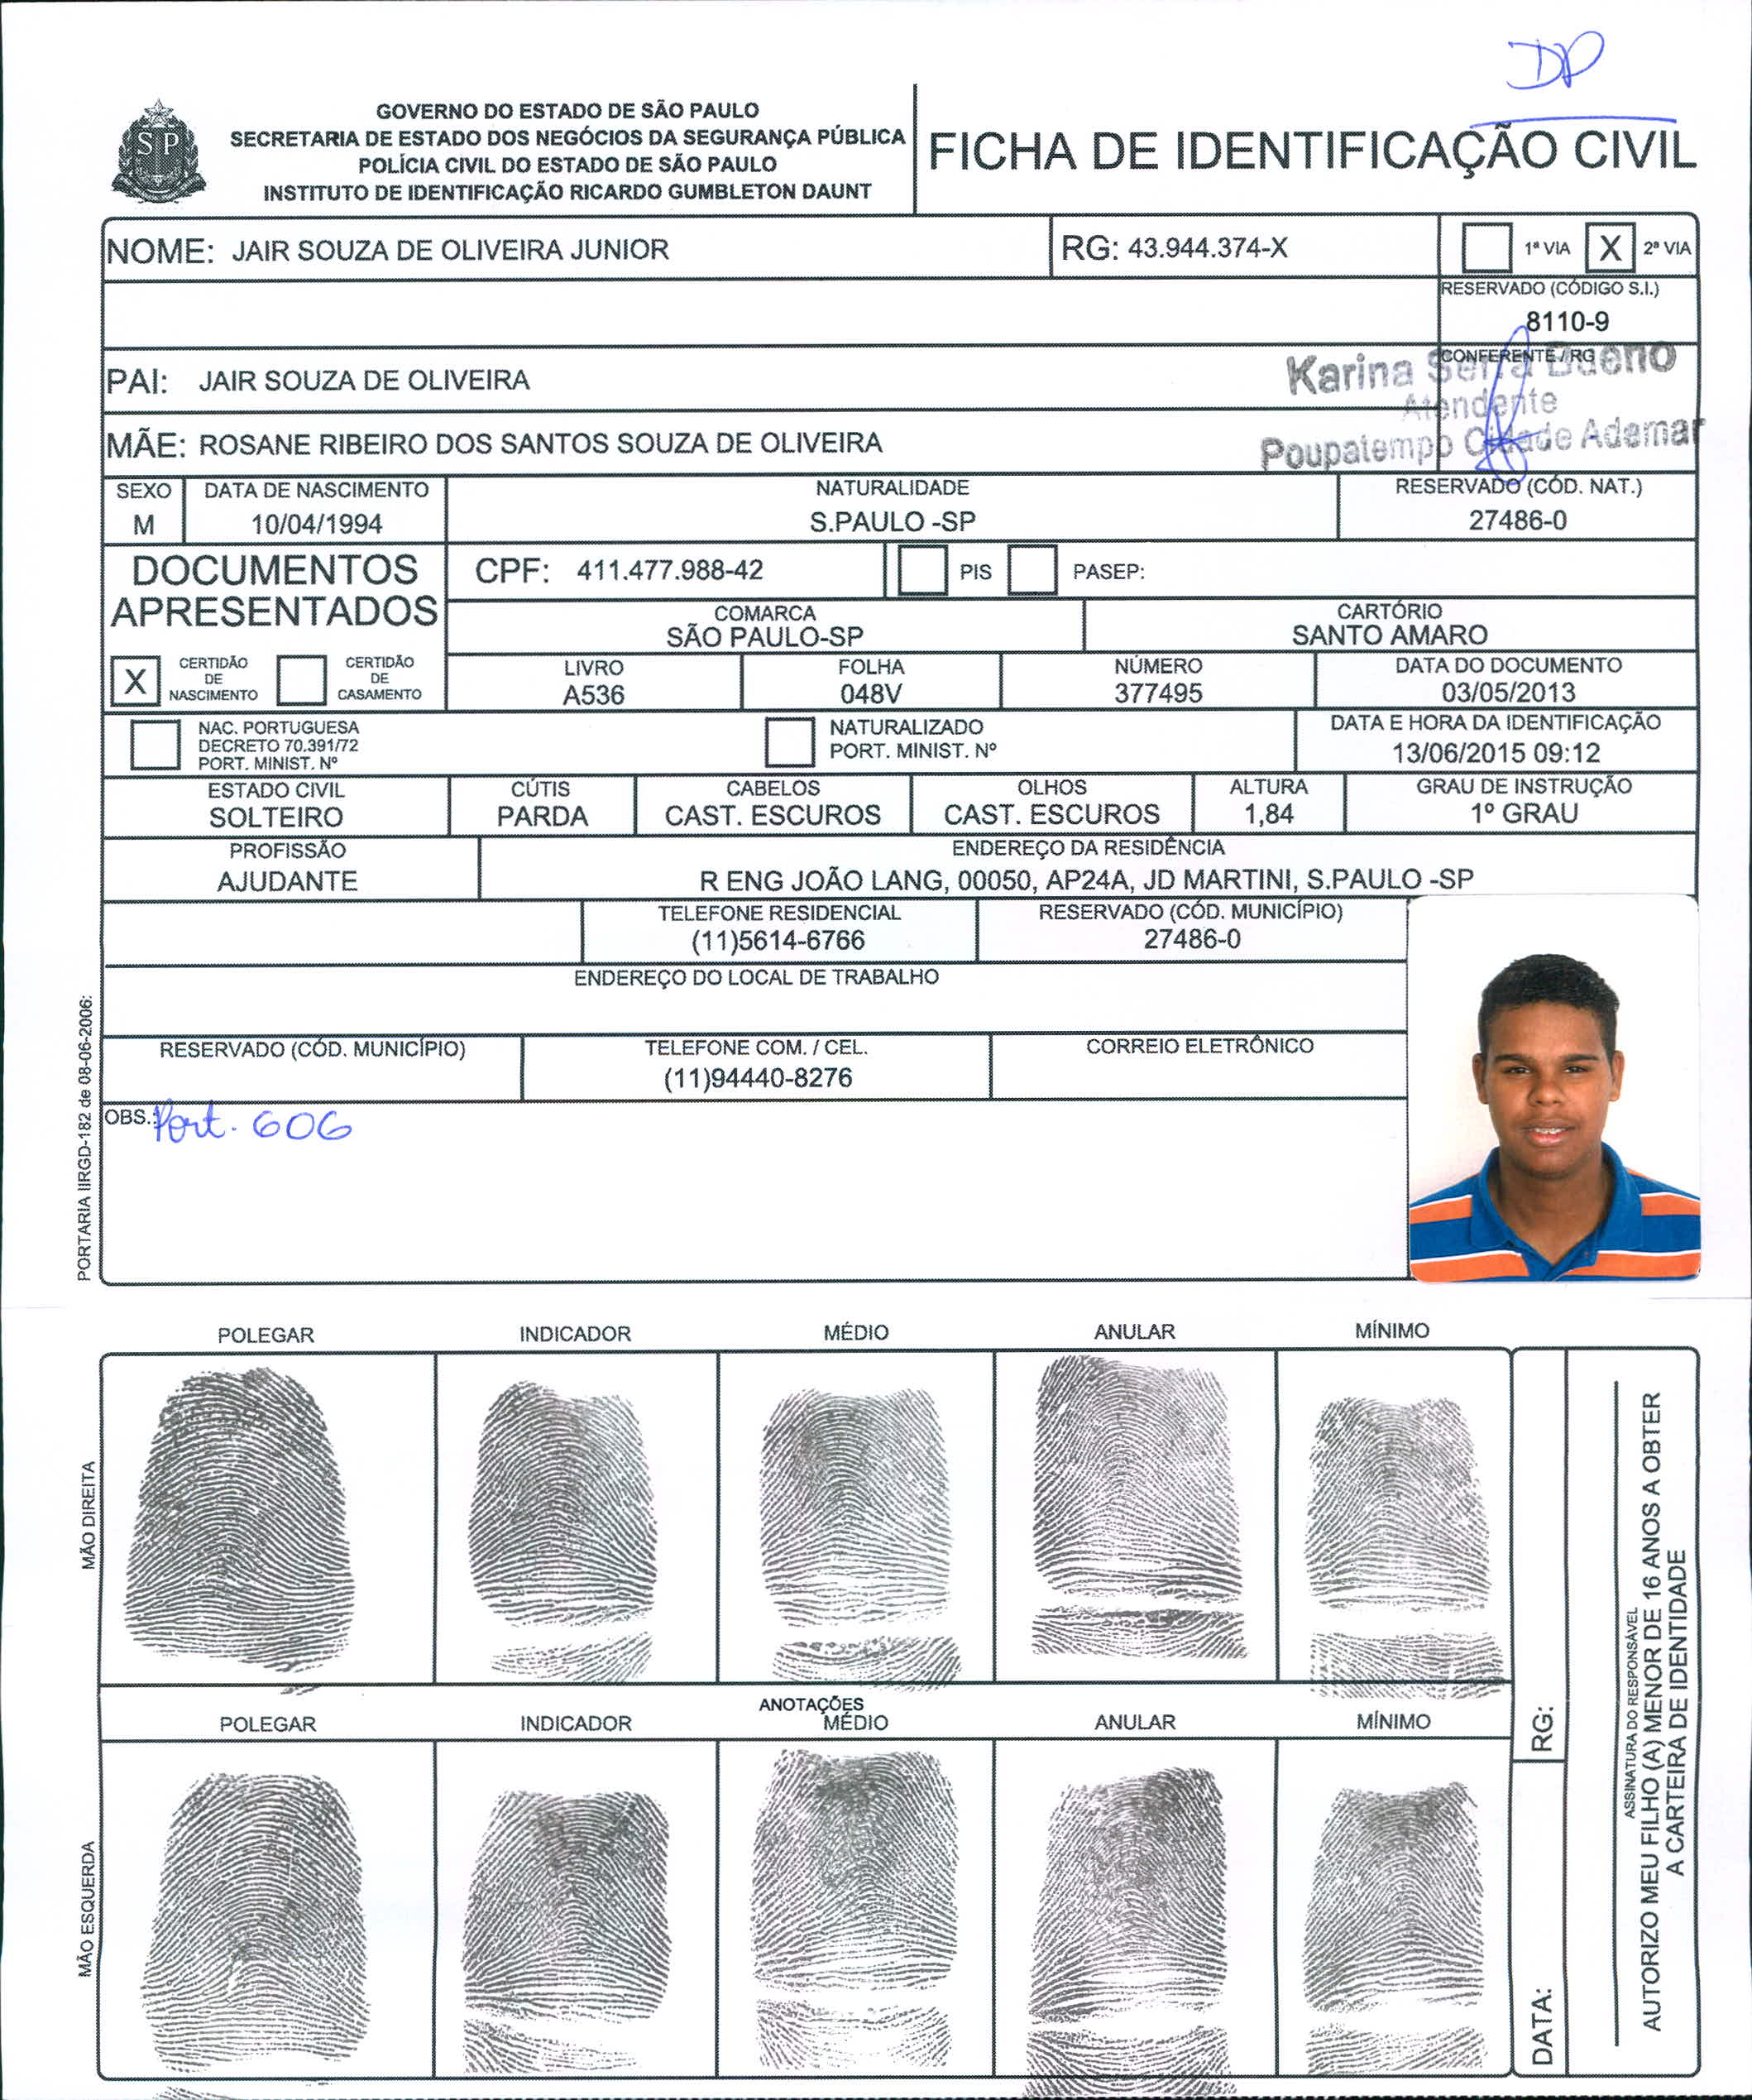 DP
SP
GOVERNO DO ESTADO DE SÃO PAULO
SECRETARIA DE ESTADO DOS NEGÓCIOS DA SEGURANÇA PÚBLICA
POLÍCIA CIVIL DO ESTADO DE SÃO PAULO
INSTITUTO DE IDENTIFICAÇÃO RICARDO GUMBLETON DAUNT
FICHA DE IDENTIFICAÇÃO CIVIL
NOME: JAIR SOUZA DE OLIVEIRA JUNIOR
RG: 43.944.374-X
1ª VIA X 2ª VIA
RESERVADO (CÓDIGO S.I.)
8110-9
CONFERENTE / RG
Karina Serra Bueno
Atendente
Poupatempo Cidade Ademar
PAI: JAIR SOUZA DE OLIVEIRA
MÃE: ROSANE RIBEIRO DOS SANTOS SOUZA DE OLIVEIRA
SEXO DATA DE NASCIMENTO NATURALIDADE RESERVADO (CÓD. NAT.)
M 10/04/1994 S.PAULO -SP 27486-0
DOCUMENTOS
APRESENTADOS
CPF: 411.477.988-42 PIS PASEP:
COMARCA CARTÓRIO
SÃO PAULO-SP SANTO AMARO
X CERTIDÃO
DE
NASCIMENTO
CERTIDÃO
DE
CASAMENTO
LIVRO FOLHA NÚMERO DATA DO DOCUMENTO
A536 048V 377495 03/05/2013
NAC. PORTUGUESA
DECRETO 70.391/72
PORT. MINIST. Nº
NATURALIZADO
PORT. MINIST. Nº
DATA E HORA DA IDENTIFICAÇÃO
13/06/2015 09:12
ESTADO CIVIL CÚTIS CABELOS OLHOS ALTURA GRAU DE INSTRUÇÃO
SOLTEIRO PARDA CAST. ESCUROS CAST. ESCUROS 1,84 1º GRAU
PROFISSÃO ENDEREÇO DA RESIDÊNCIA
AJUDANTE R ENG JOÃO LANG, 00050, AP24A, JD MARTINI, S.PAULO -SP
TELEFONE RESIDENCIAL RESERVADO (CÓD. MUNICÍPIO)
(11)5614-6766 27486-0
ENDEREÇO DO LOCAL DE TRABALHO
RESERVADO (CÓD. MUNICÍPIO) TELEFONE COM. / CEL. CORREIO ELETRÔNICO
(11)94440-8276
OBS.: Port. 606
PORTARIA IIRGD-182 de 08-06-2006:
POLEGAR INDICADOR MÉDIO ANULAR MÍNIMO
MÃO DIREITA
ANOTAÇÕES
POLEGAR INDICADOR MÉDIO ANULAR MÍNIMO
MÃO ESQUERDA
RG:
DATA:
ASSINATURA DO RESPONSÁVEL
AUTORIZO MEU FILHO (A) MENOR DE 16 ANOS A OBTER
A CARTEIRA DE IDENTIDADE